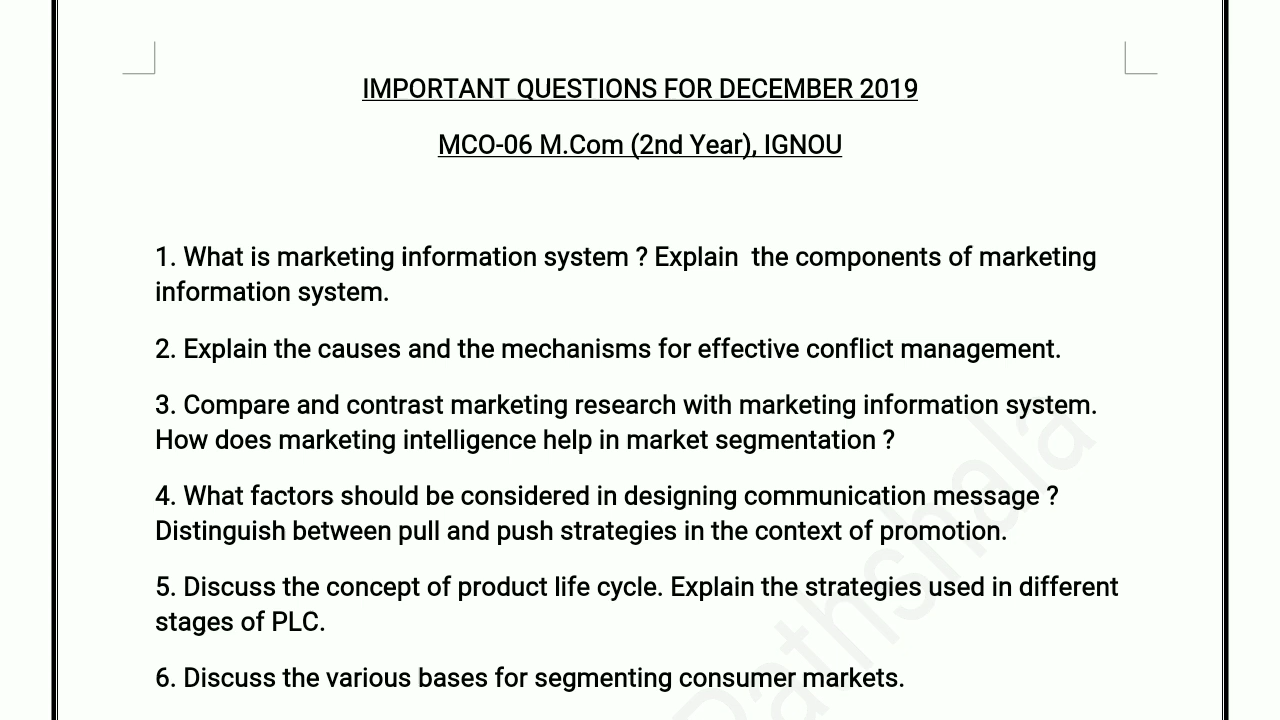 IMPORTANT QUESTIONS FOR DECEMBER 2019
MCO-06 M.Com (2nd Year), IGNOU
1. What is marketing information system ? Explain  the components of marketing
information system.
2. Explain the causes and the mechanisms for effective conflict management.
3. Compare and contrast marketing research with marketing information system.
How does marketing intelligence help in market segmentation ?
4. What factors should be considered in designing communication message ?
Distinguish between pull and push strategies in the context of promotion.
5. Discuss the concept of product life cycle. Explain the strategies used in different
stages of PLC.
6. Discuss the various bases for segmenting consumer markets.
Pathshala